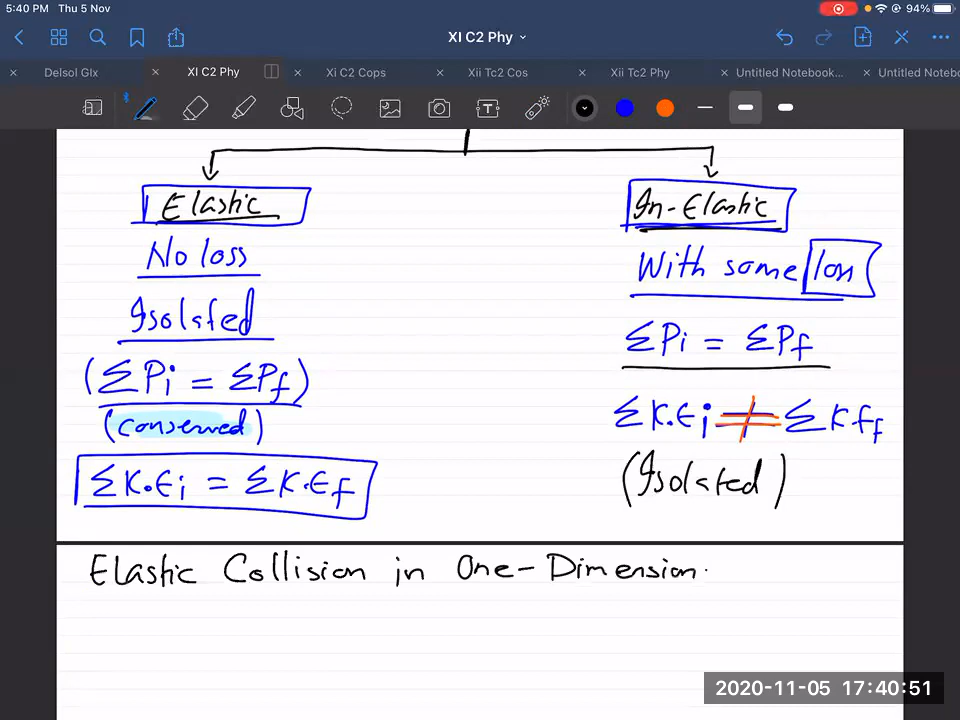 5:40 PM Thu 5 Nov
94%
XI C2 Phy
Delsol Glx
XI C2 Phy
Xi C2 Cops
Xii Tc2 Cos
Xii Tc2 Phy
Untitled Notebook...
Untitled Notebo
Elastic
No loss
Isolated
(ΣPi = ΣPf)
(conserved)
ΣK.Ei = ΣK.Ef
In-Elastic
With some loss
ΣPi = ΣPf
ΣK.Ei ≠ ΣKEf
(Isolated)
Elastic Collision in One-Dimension.
2020-11-05 17:40:51